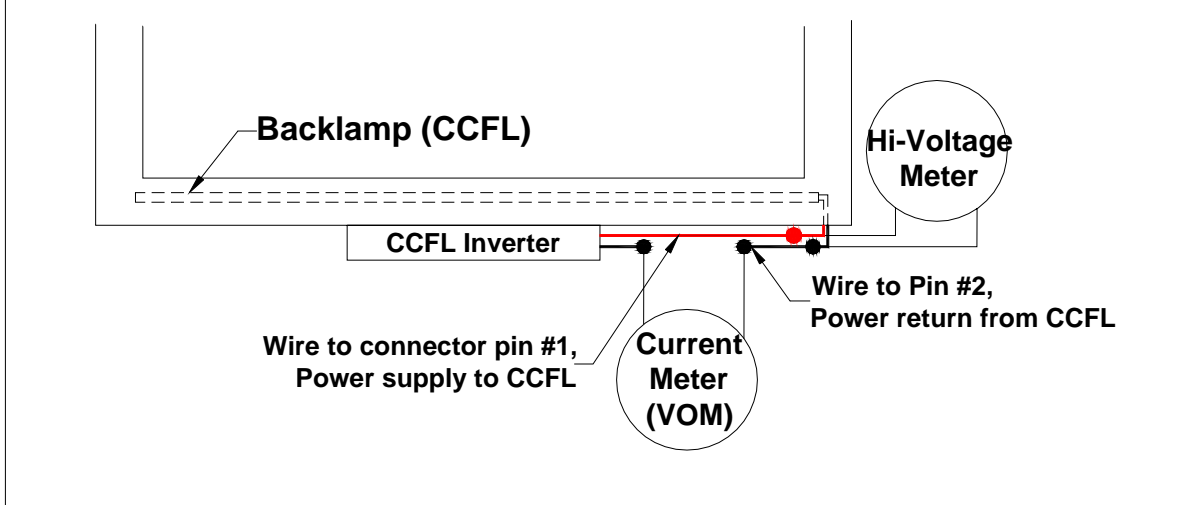 Backlamp (CCFL)
Hi-Voltage
Meter
CCFL Inverter
Wire to Pin #2,
Power return from CCFL
Wire to connector pin #1,
Power supply to CCFL
Current
Meter
(VOM)